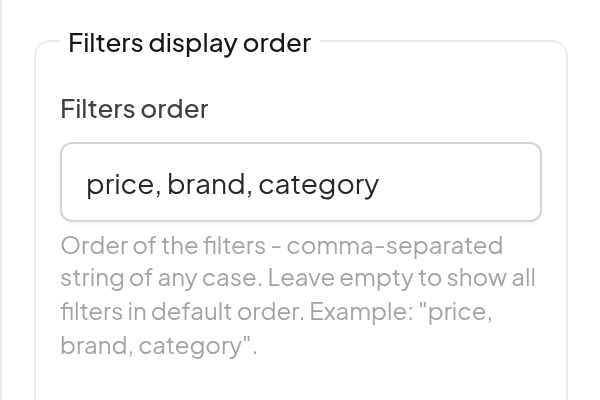 Filters display order
Filters order
price, brand, category
Order of the filters - comma-separated
string of any case. Leave empty to show all
filters in default order. Example: "price,
brand, category".